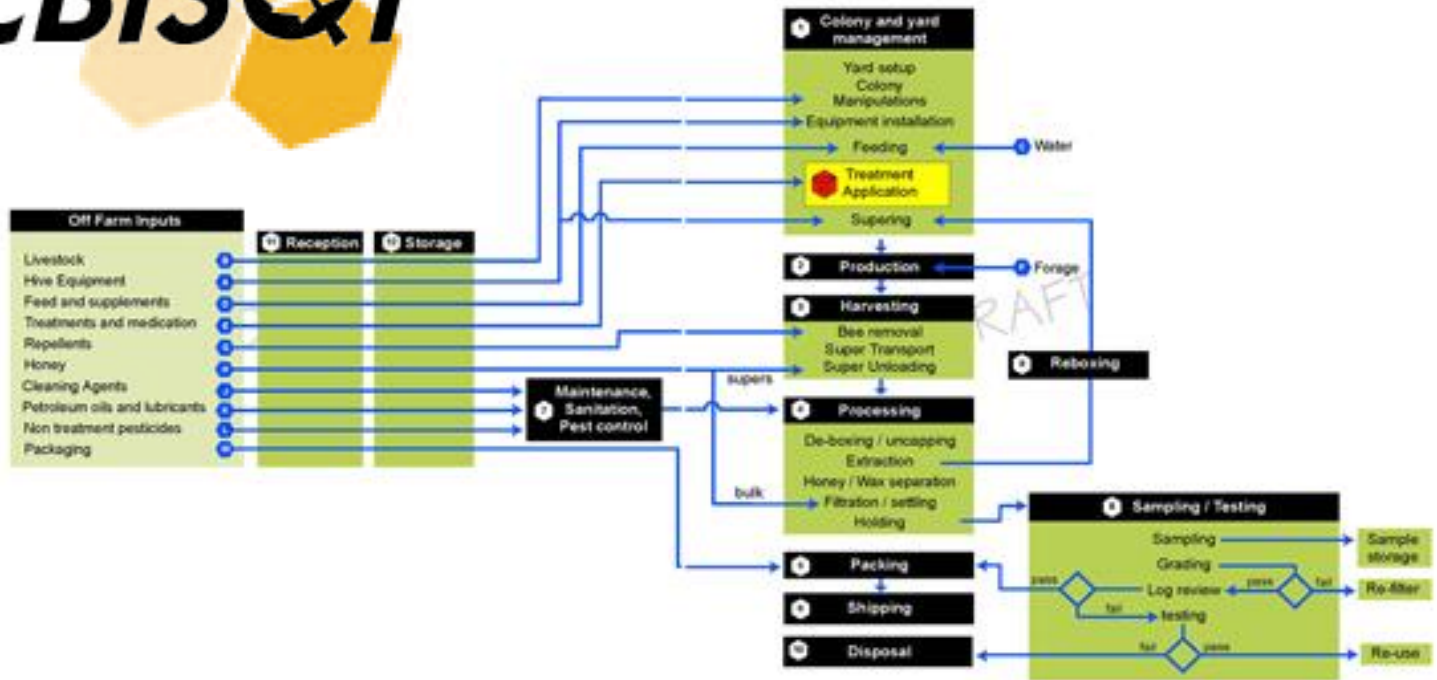 CBISQT
Colony and yard
management
Yard setup
Colony
Manipulations
Equipment installation
Feeding
Water
Treatment
Application
Supering
Off Farm Inputs
Reception
Storage
Livestock
Hive Equipment
Feed and supplements
Treatments and medication
Repellents
Honey
Cleaning Agents
Petroleum oils and lubricants
Non treatment pesticides
Packaging
Production
Forage
RAFT
Harvesting
Bee removal
Super Transport
Super Unloading
Reboxing
supers
Maintenance,
Sanitation,
Pest control
Processing
De-boxing / uncapping
Extraction
Honey / Wax separation
bulk
Filtration / settling
Holding
Sampling / Testing
Sampling
Sample
storage
Grading
Packing
pass
Log review
pass
fail
Re-filter
fail
testing
Shipping
Disposal
fail
pass
Re-use